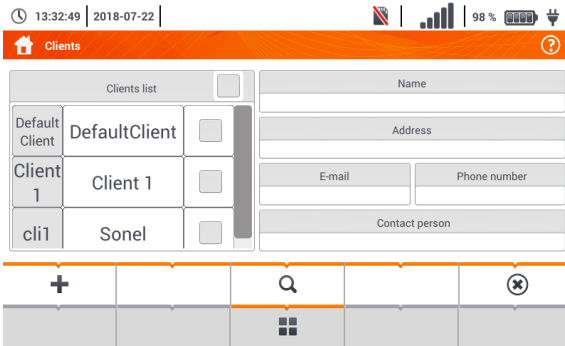 13:32:49 2018-07-22 98 %
Clients
Clients list
Default
Client
DefaultClient
Client
1
Client 1
cli1
Sonel
Name
Address
E-mail
Phone number
Contact person